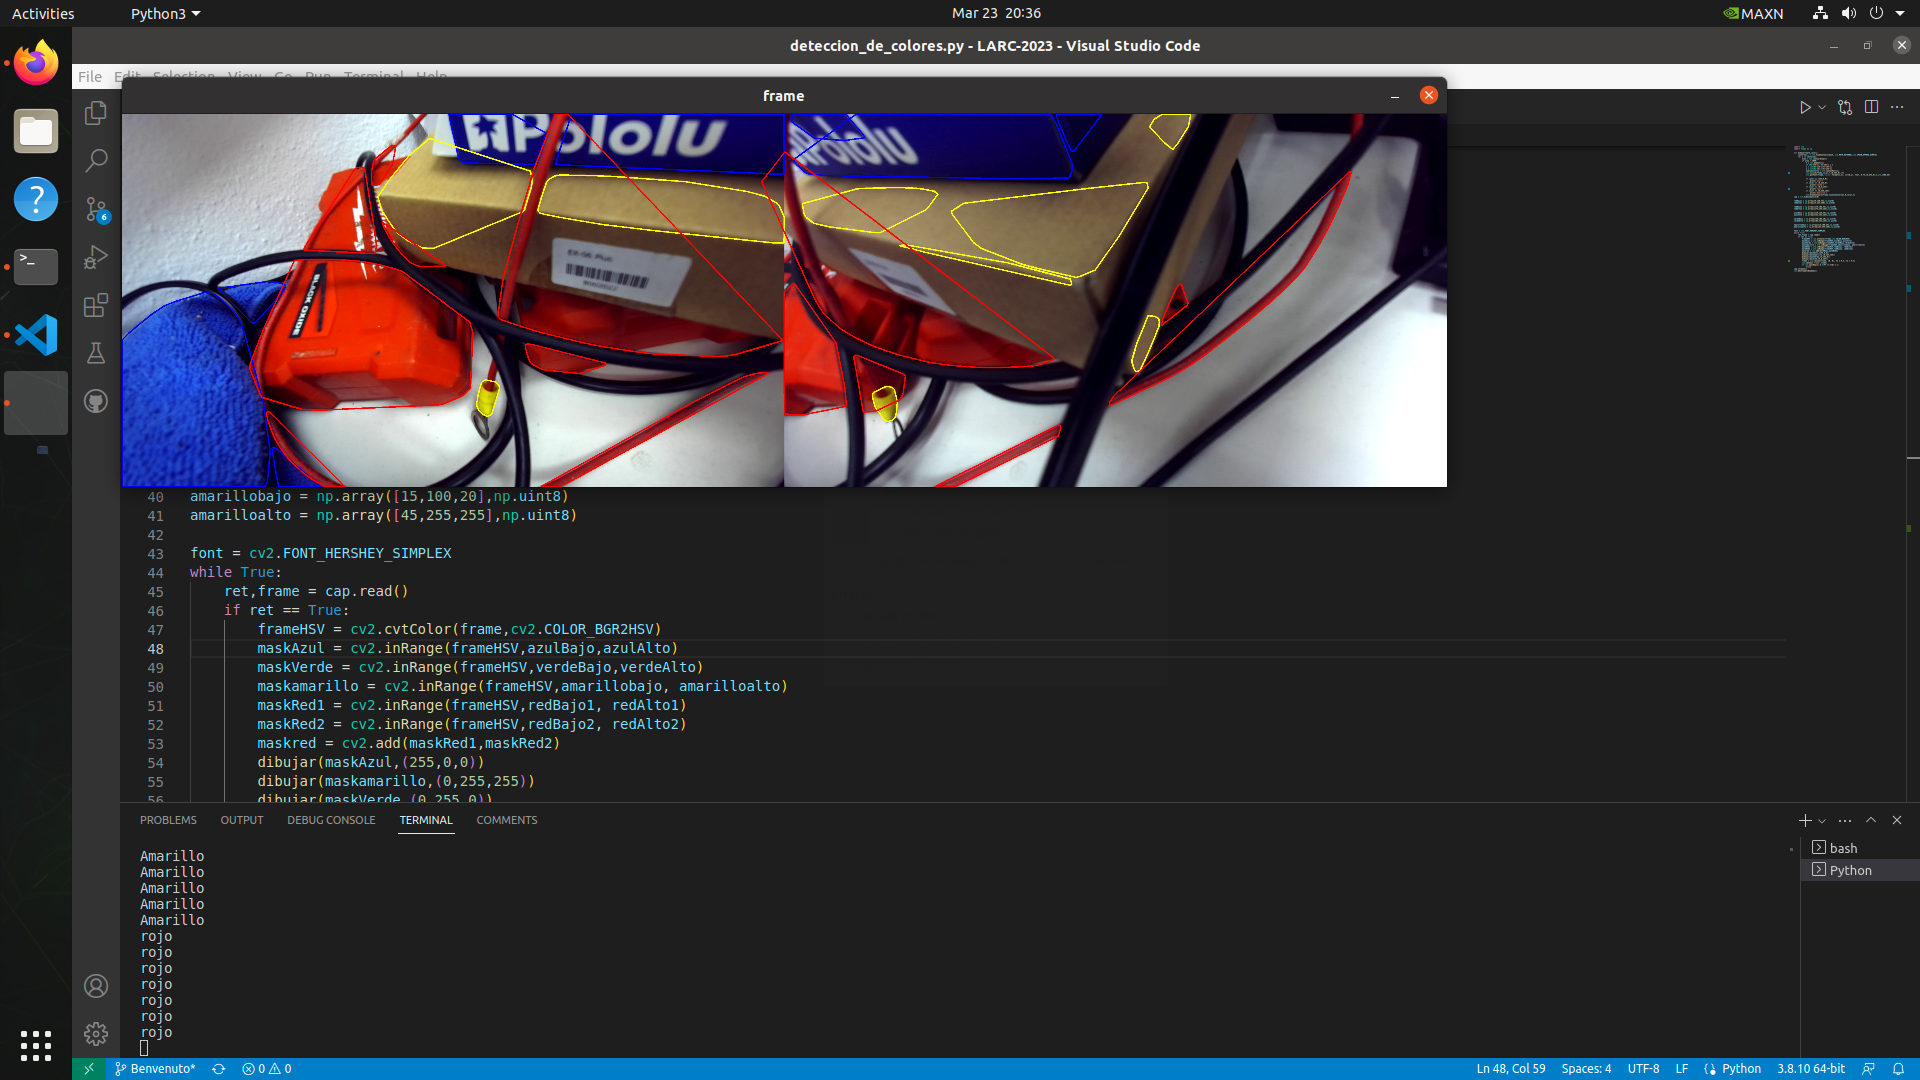 Activities
Python3
Mar 23 20:36
MAXN
deteccion_de_colores.py - LARC-2023 - Visual Studio Code
File Edit Selection View Go Run Terminal Help
frame
Pololu
Pololu
BLACK OXIDE
6
40 amarillobajo = np.array([15,100,20],np.uint8)
41 amarilloalto = np.array([45,255,255],np.uint8)
42
43 font = cv2.FONT_HERSHEY_SIMPLEX
44 while True:
45 ret,frame = cap.read()
46 if ret == True:
47 frameHSV = cv2.cvtColor(frame,cv2.COLOR_BGR2HSV)
48 maskAzul = cv2.inRange(frameHSV,azulBajo,azulAlto)
49 maskVerde = cv2.inRange(frameHSV,verdeBajo,verdeAlto)
50 maskamarillo = cv2.inRange(frameHSV,amarillobajo, amarilloalto)
51 maskRed1 = cv2.inRange(frameHSV,redBajo1, redAlto1)
52 maskRed2 = cv2.inRange(frameHSV,redBajo2, redAlto2)
53 maskred = cv2.add(maskRed1,maskRed2)
54 dibujar(maskAzul,(255,0,0))
55 dibujar(maskamarillo,(0,255,255))
56 dibujar(maskVerde,(0,255,0))
PROBLEMS OUTPUT DEBUG CONSOLE TERMINAL COMMENTS
Amarillo
Amarillo
Amarillo
Amarillo
Amarillo
rojo
rojo
rojo
rojo
rojo
rojo
rojo
bash
Python
Benvenuto* 0 0
Ln 48, Col 59 Spaces: 4 UTF-8 LF Python 3.8.10 64-bit